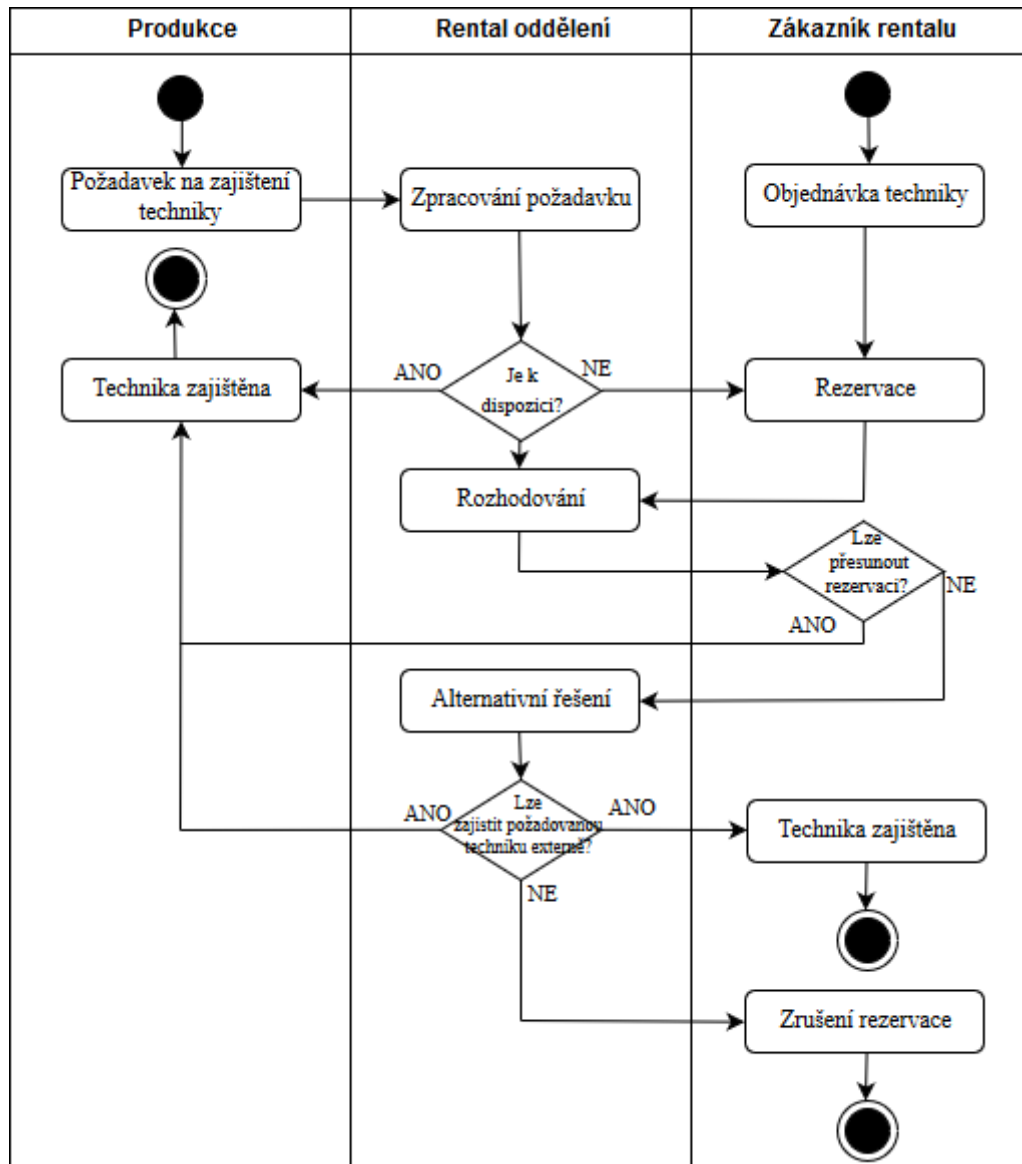 Produkce
Rental oddělení
Zákazník rentalu
Požadavek na zajištění
techniky
Zpracování požadavku
Objednávka techniky
Technika zajištěna
ANO
Je k
dispozici?
NE
Rezervace
Rozhodování
Lze
přesunout
rezervaci?
NE
ANO
Alternativní řešení
ANO
Lze
zajistit požadovanou
techniku externě?
ANO
NE
Technika zajištěna
Zrušení rezervace